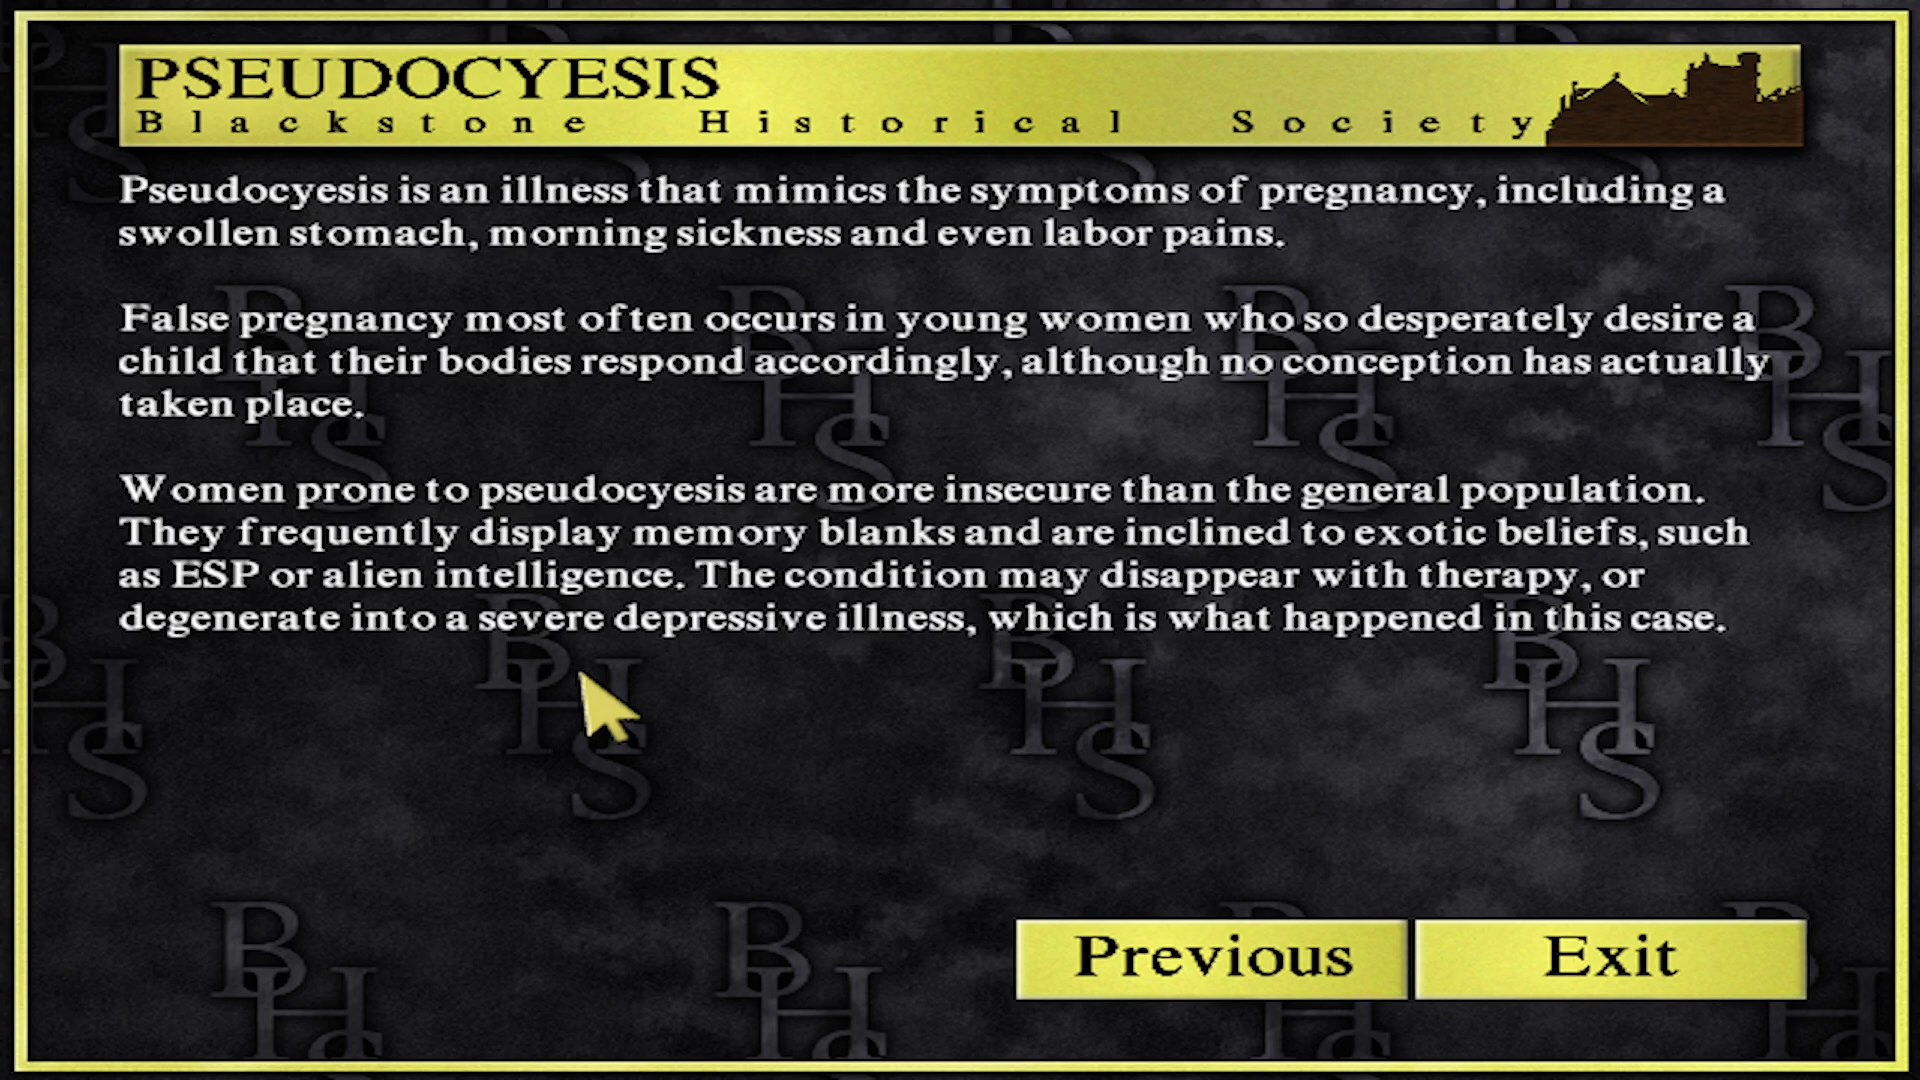 PSEUDOCYESIS
Blackstone Historical Society
Pseudocyesis is an illness that mimics the symptoms of pregnancy, including a
swollen stomach, morning sickness and even labor pains.
False pregnancy most often occurs in young women who so desperately desire a
child that their bodies respond accordingly, although no conception has actually
taken place.
Women prone to pseudocyesis are more insecure than the general population.
They frequently display memory blanks and are inclined to exotic beliefs, such
as ESP or alien intelligence. The condition may disappear with therapy, or
degenerate into a severe depressive illness, which is what happened in this case.
Previous
Exit